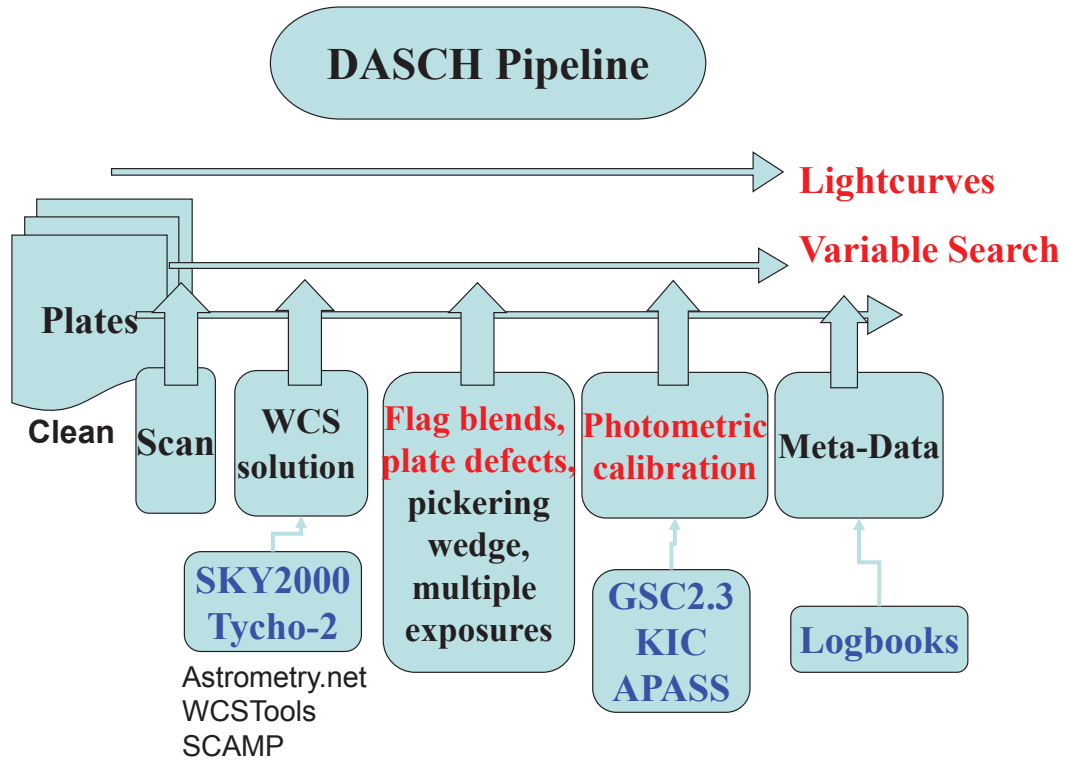 DASCH Pipeline
Lightcurves
Variable Search
Plates
Clean
Scan
WCS
solution
Flag blends,
plate defects,
pickering
wedge,
multiple
exposures
Photometric
calibration
Meta-Data
SKY2000
Tycho-2
Astrometry.net
WCSTools
SCAMP
GSC2.3
KIC
APASS
Logbooks